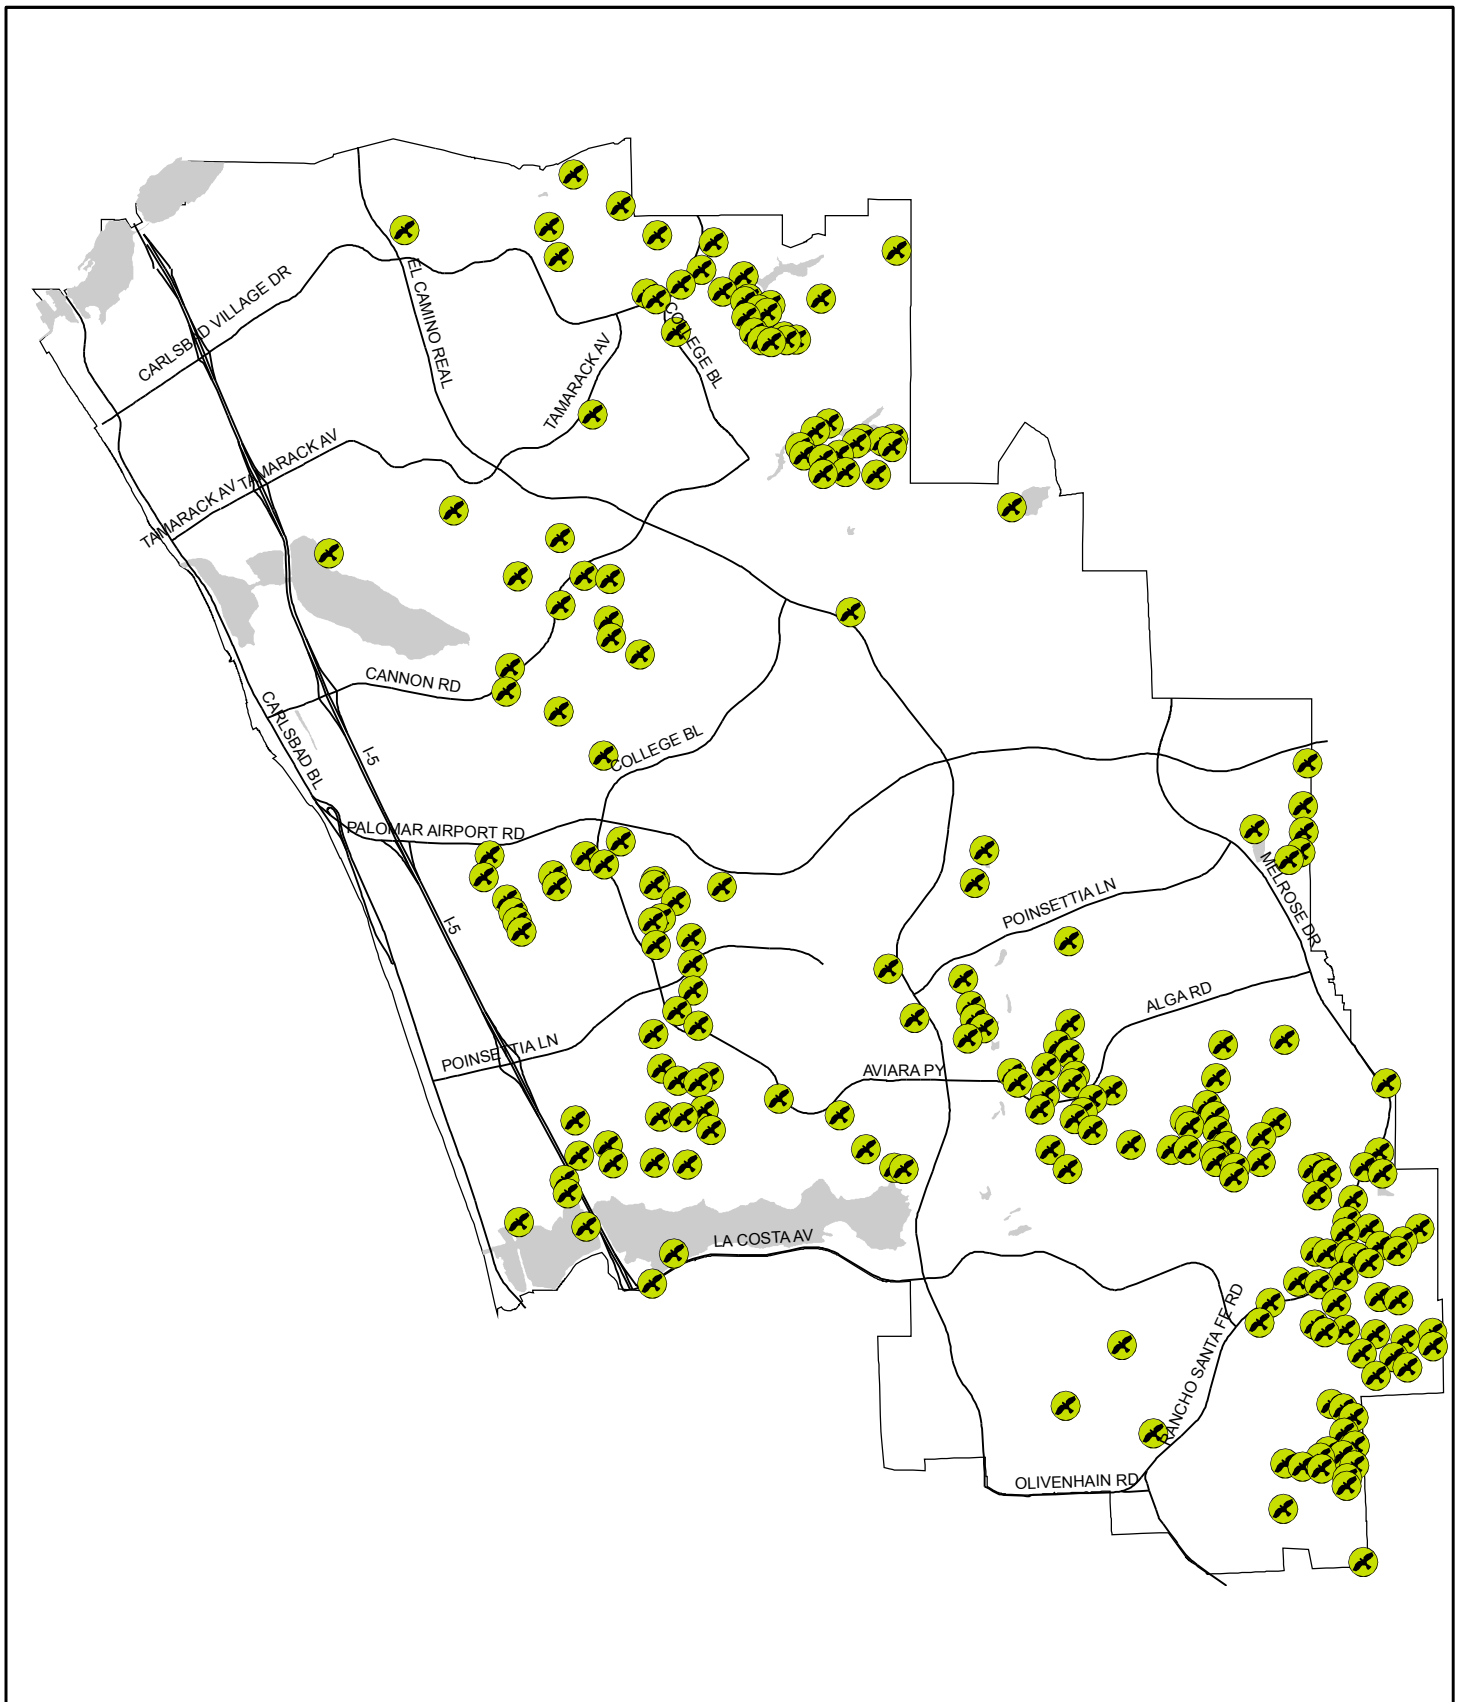 CARLSBAD VILLAGE DR
EL CAMINO REAL
COLLEGE BL
TAMARACK AV
TAMARACK AV
TAMARACK AV
CANNON RD
CARLSBAD BL
I-5
COLLEGE BL
PALOMAR AIRPORT RD
I-5
MELROSE DR
POINSETTIA LN
ALGA RD
POINSETTIA LN
AVIARA PY
LA COSTA AV
RANCHO SANTA FE RD
OLIVENHAIN RD